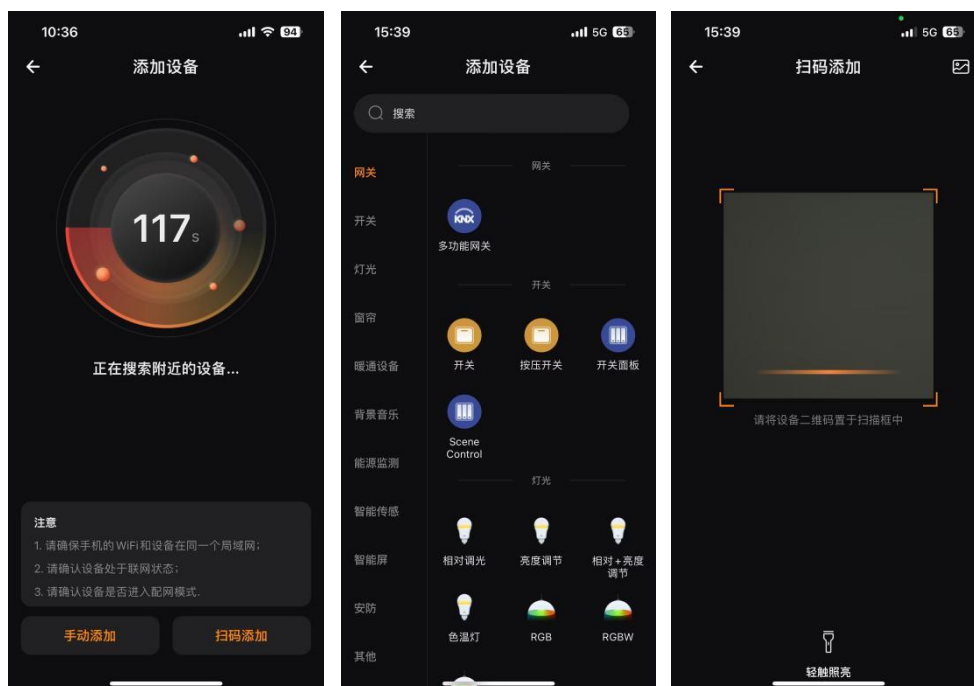 10:36
94
添加设备
117 s
正在搜索附近的设备...
注意
1. 请确保手机的WiFi和设备在同一个局域网；
2. 请确认设备处于联网状态；
3. 请确认设备是否进入配网模式.
手动添加
扫码添加
15:39
5G 65
添加设备
搜索
网关
开关
灯光
窗帘
暖通设备
背景音乐
能源监测
智能传感
智能屏
安防
其他
网关
KNX
多功能网关
开关
开关
按压开关
开关面板
Scene
Control
灯光
相对调光
亮度调节
相对+亮度
调节
色温灯
RGB
RGBW
15:39
5G 65
扫码添加
请将设备二维码置于扫描框中
轻触照亮